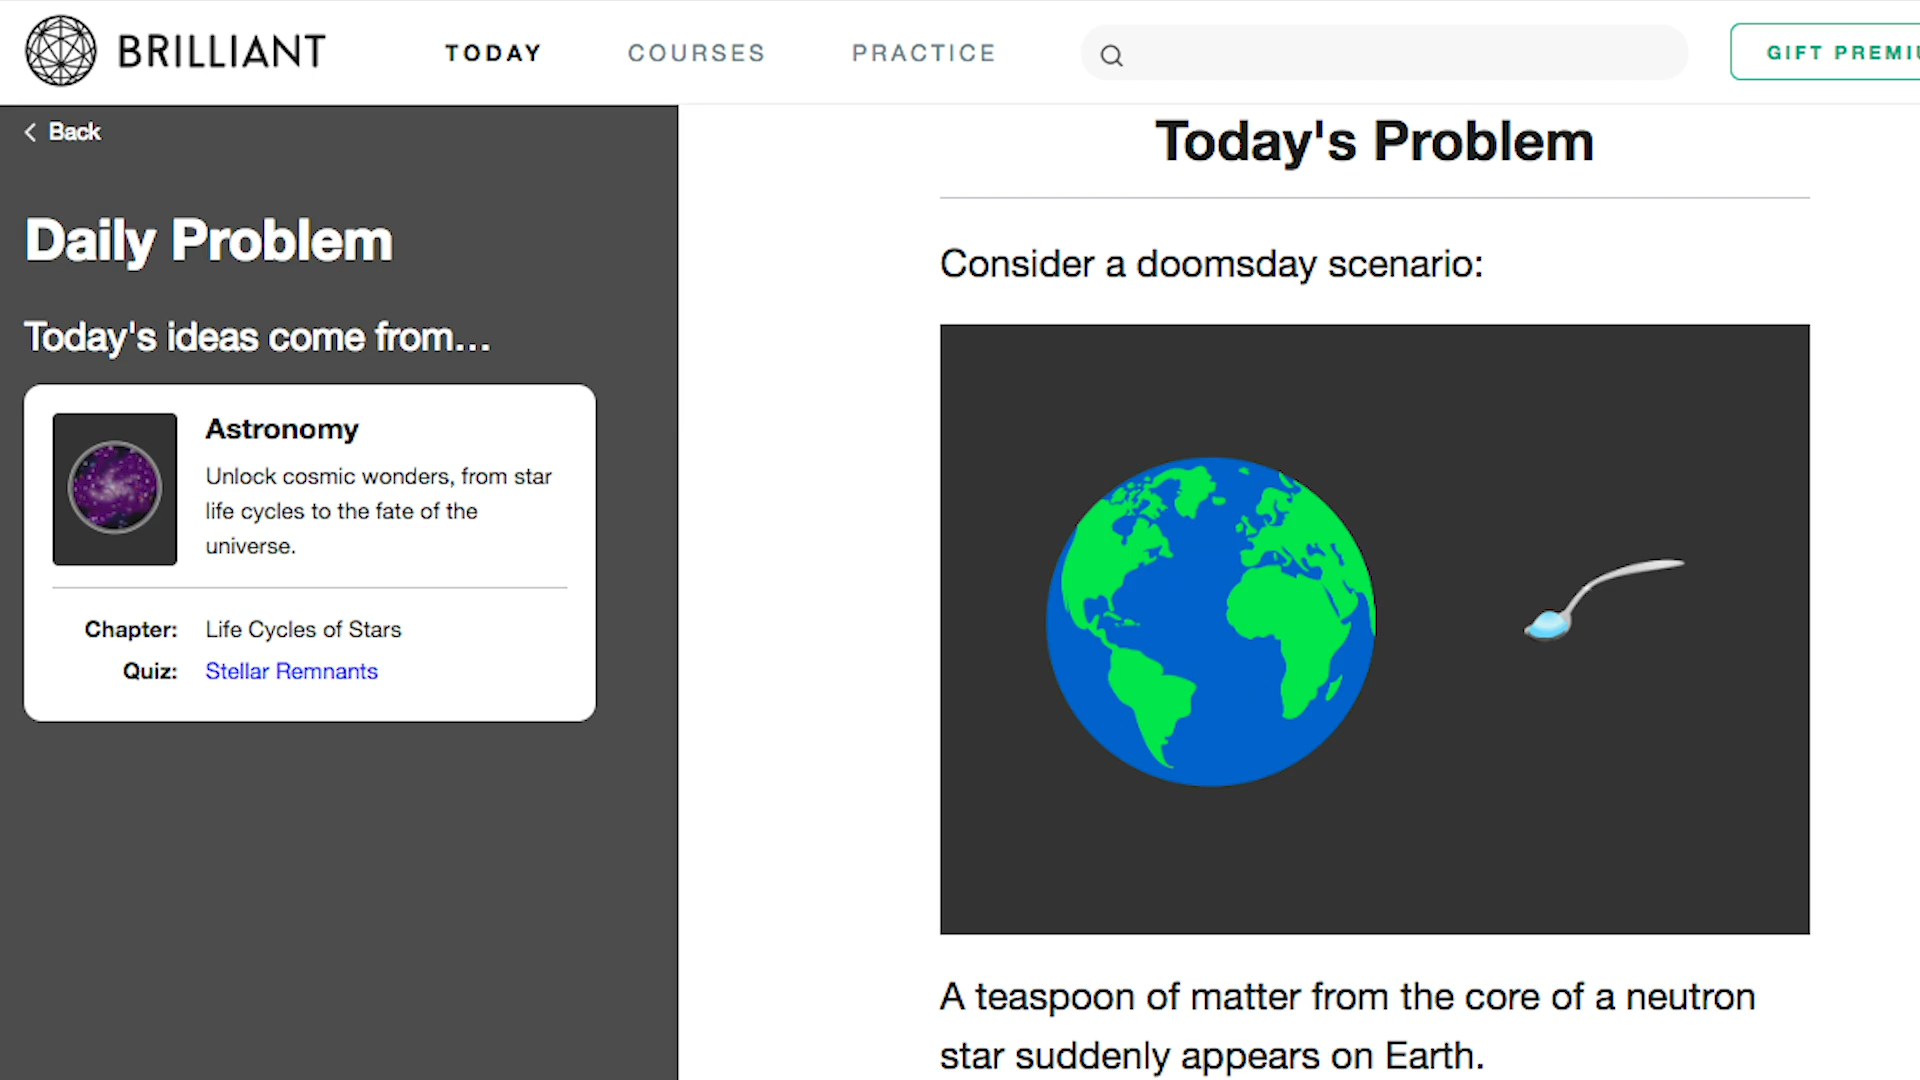 BRILLIANT
TODAY
COURSES
PRACTICE
GIFT
Back
Daily Problem
Today's ideas come from...
Astronomy
Unlock cosmic wonders, from star
life cycles to the fate of the
universe.
Chapter: Life Cycles of Stars
Quiz: Stellar Remnants
Today's Problem
Consider a doomsday scenario:
A teaspoon of matter from the core of a neutron
star suddenly appears on Earth.